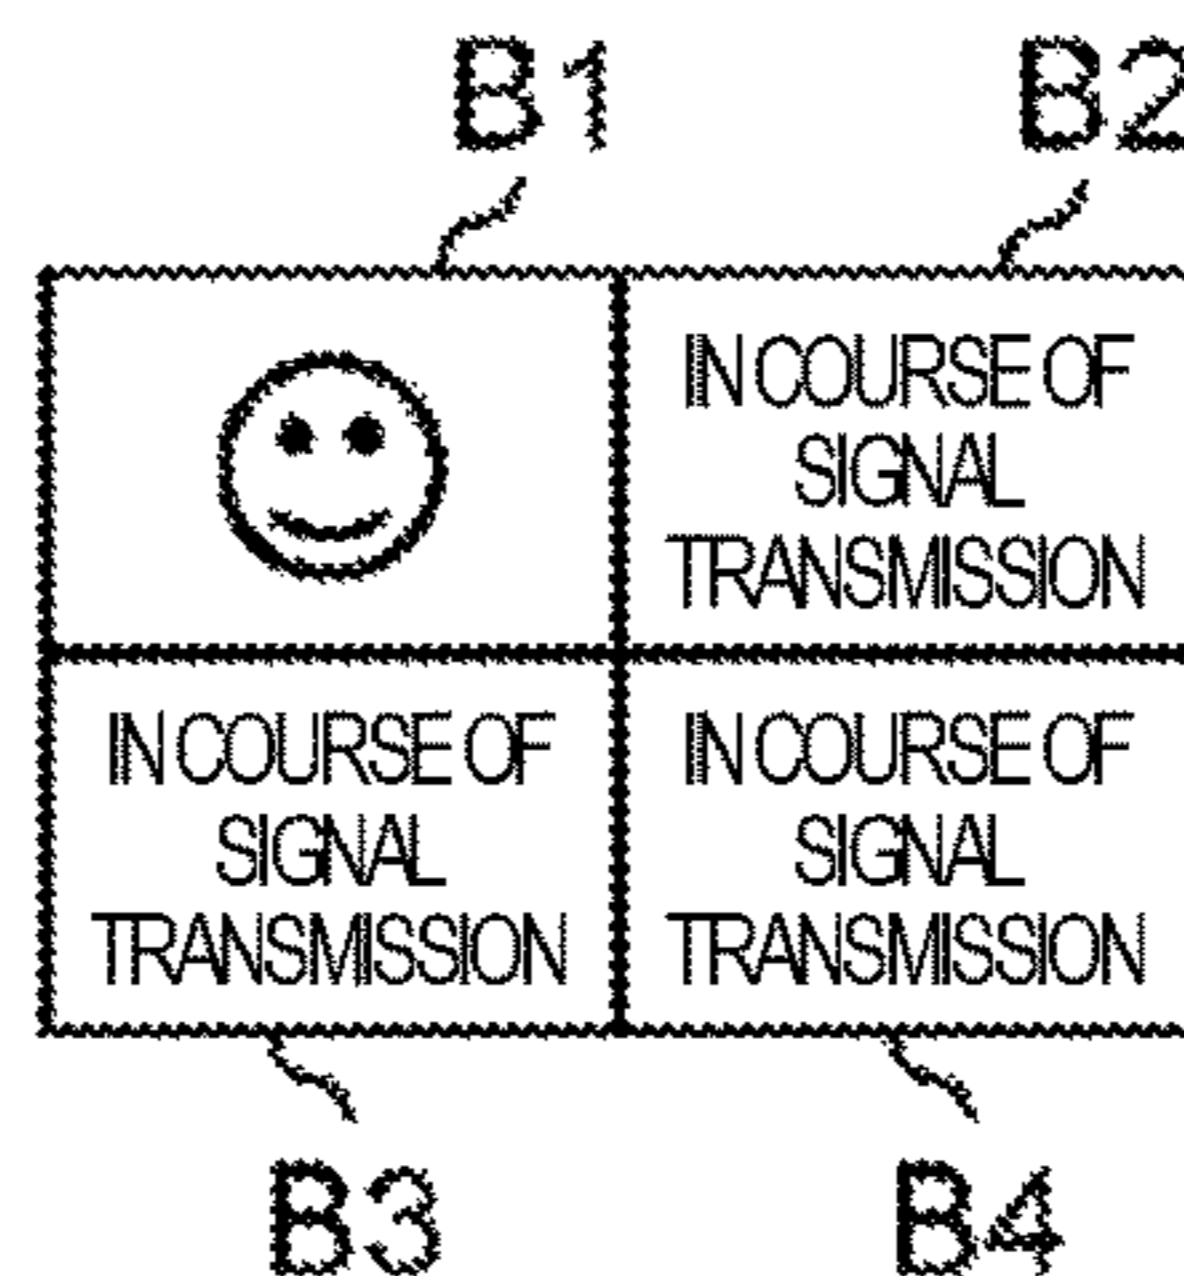 B1
B2
IN COURSE OF
SIGNAL
TRANSMISSION
IN COURSE OF
SIGNAL
TRANSMISSION
IN COURSE OF
SIGNAL
TRANSMISSION
B3
B4